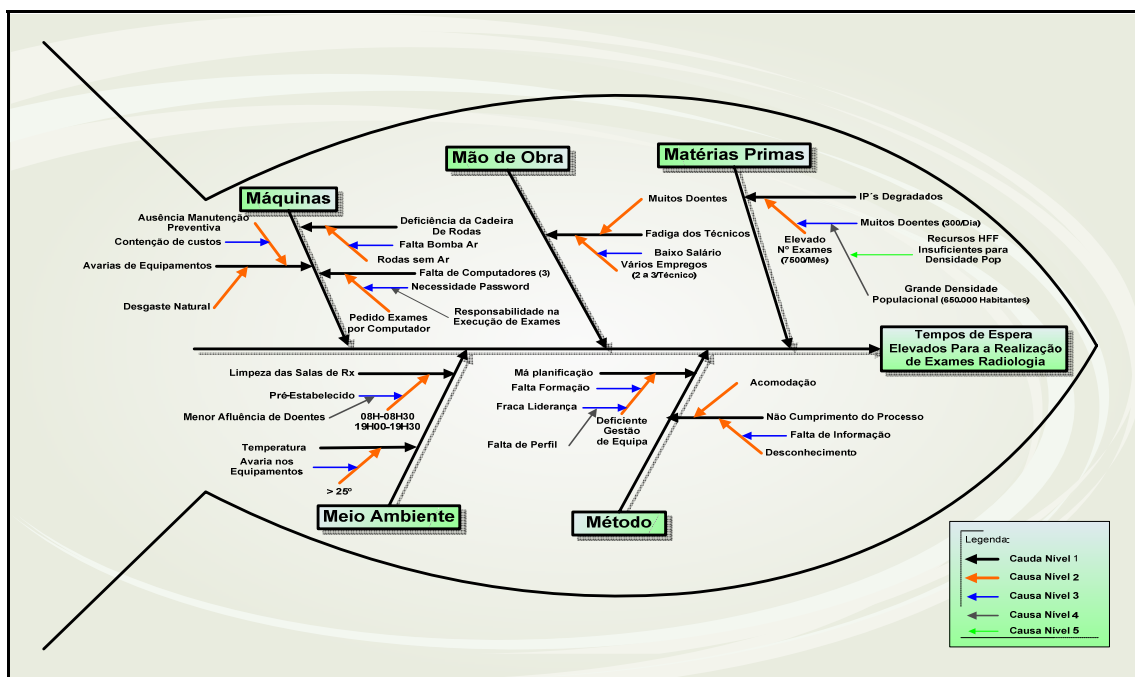 Mão de Obra
Matérias Primas
Máquinas
Ausência Manutenção
Preventiva
Contenção de custos
Avarias de Equipamentos
Desgaste Natural
Deficiência da Cadeira
De Rodas
Falta Bomba Ar
Rodas sem Ar
Falta de Computadores (3)
Necessidade Password
Responsabilidade na
Execução de Exames
Pedido Exames
por Computador
Muitos Doentes
Fadiga dos Técnicos
Baixo Salário
Vários Empregos
(2 a 3/Técnico)
IP´s Degradados
Muitos Doentes (300/Dia)
Elevado
Nº Exames
(7500/Mês)
Recursos HFF
Insuficientes para
Densidade Pop
Grande Densidade
Populacional (650.000 Habitantes)
Tempos de Espera
Elevados Para a Realização
de Exames Radiologia
Limpeza das Salas de Rx
Pré-Estabelecido
Menor Afluência de Doentes
08H-08H30
19H00-19H30
Temperatura
Avaria nos
Equipamentos
> 25º
Meio Ambiente
Má planificação
Falta Formação
Fraca Liderança
Falta de Perfil
Deficiente
Gestão
de Equipa
Acomodação
Não Cumprimento do Processo
Falta de Informação
Desconhecimento
Método
Legenda:
Cauda Nivel 1
Causa Nivel 2
Causa Nivel 3
Causa Nivel 4
Causa Nivel 5